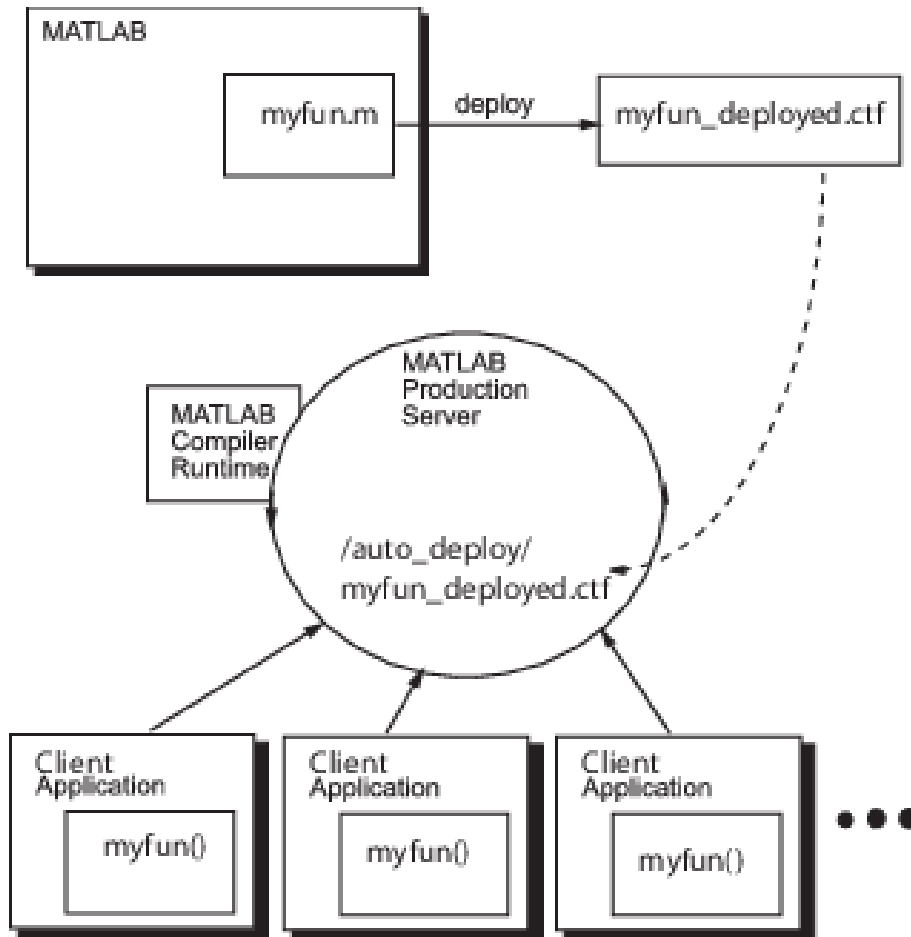 MATLAB
myfun.m
deploy
myfun_deployed.ctf
MATLAB
Production
Server
MATLAB
Compiler
Runtime
/auto_deploy/
myfun_deployed.ctf
Client
Application
myfun()
Client
Application
myfun()
Client
Application
myfun()